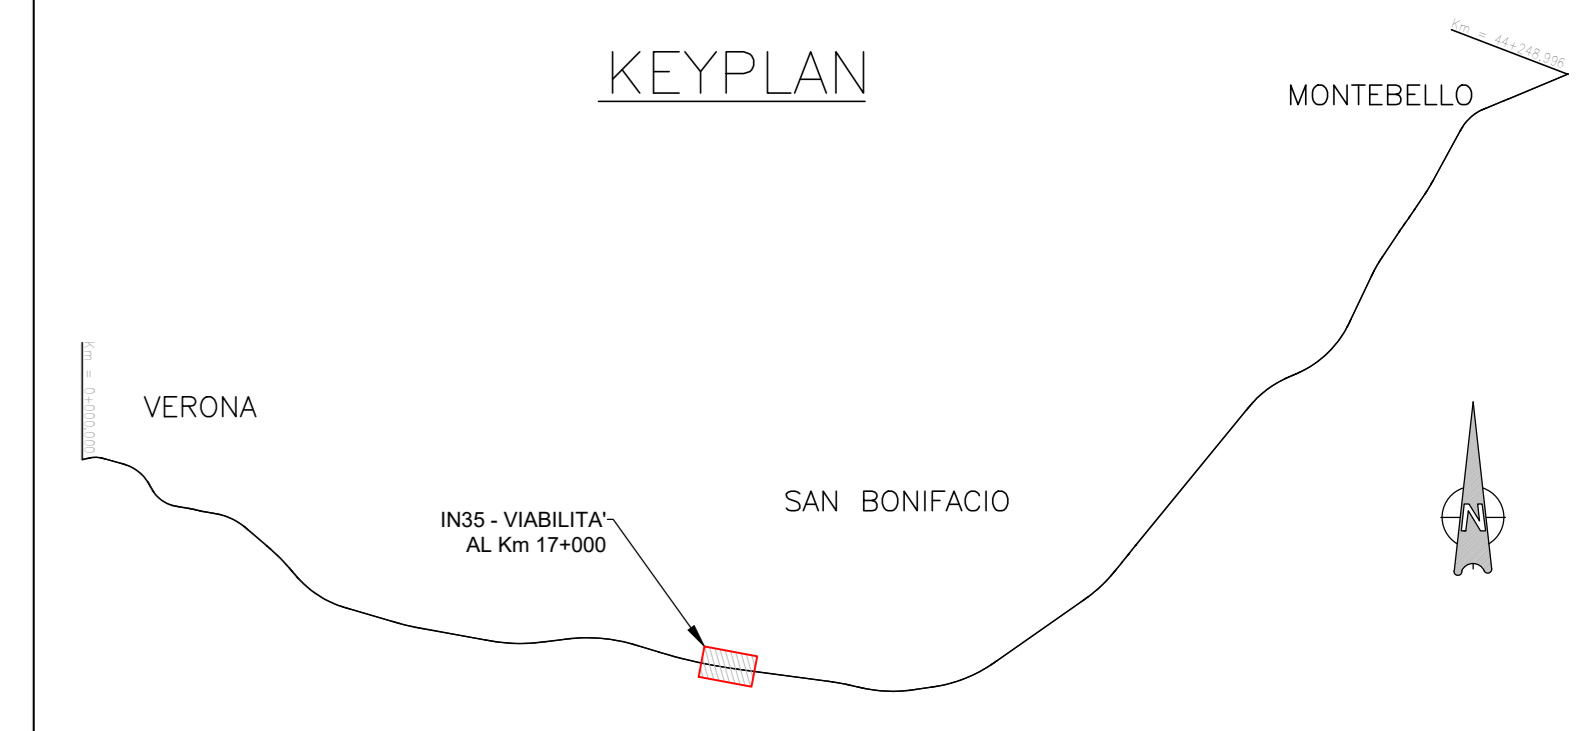 KEYPLAN
Km = 44+248,996
MONTEBELLO
Km = 0+000,000
VERONA
SAN BONIFACIO
IN35 - VIABILITA'
AL Km 17+000
N